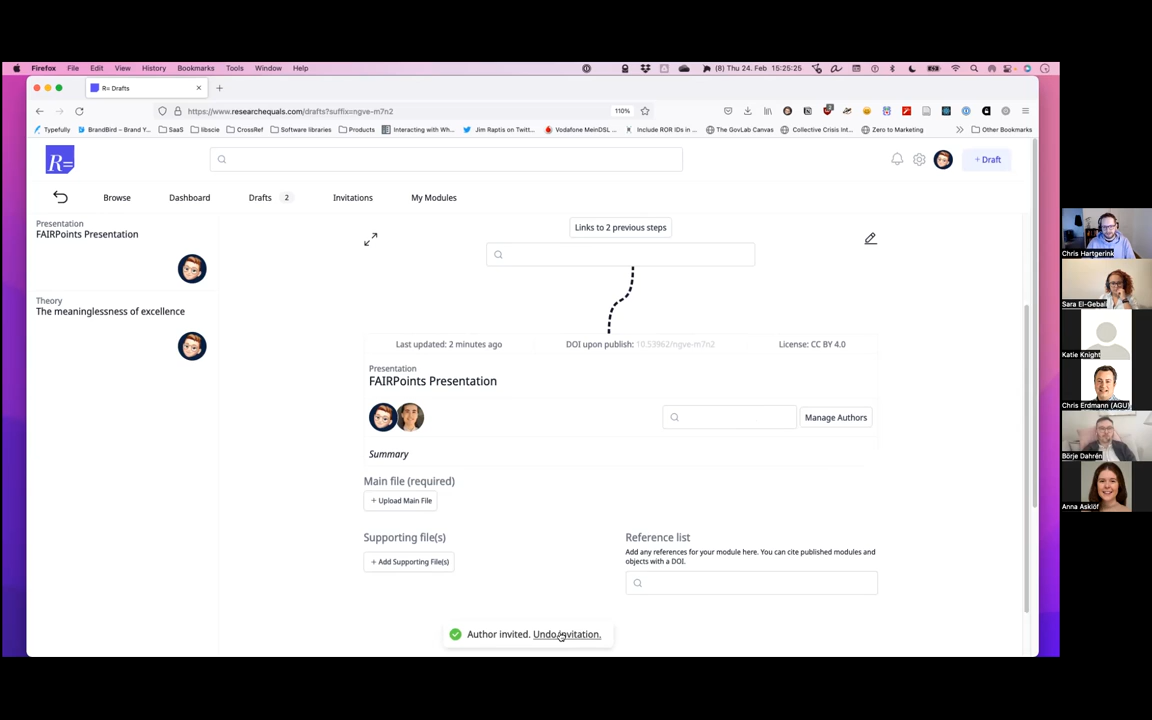 Firefox File Edit View History Bookmarks Tools Window Help
(8) Thu 24. Feb 15:25:25
R= Drafts
https://www.researchequals.com/drafts?suffix=ngve-m7n2
110%
Typefully
BrandBird – Brand Y...
SaaS
libscie
CrossRef
Software libraries
Products
Interacting with Wh...
Jim Raptis on Twitt...
Vodafone MeinDSL ...
Include ROR IDs in ...
The GovLab Canvas
Collective Crisis Int...
Zero to Marketing
Other Bookmarks
R=
+ Draft
Browse
Dashboard
Drafts 2
Invitations
My Modules
Presentation
FAIRPoints Presentation
Theory
The meaninglessness of excellence
Links to 2 previous steps
Last updated: 2 minutes ago
DOI upon publish: 10.53962/ngve-m7n2
License: CC BY 4.0
Presentation
FAIRPoints Presentation
Manage Authors
Summary
Main file (required)
+ Upload Main File
Supporting file(s)
+ Add Supporting File(s)
Reference list
Add any references for your module here. You can cite published modules and
objects with a DOI.
Author invited. Undo invitation.
Chris Hartgerink
Sara El-Gebali
Katie Knight
Chris Erdmann (AGU)
Börje Dahrén
Anna Asklöf